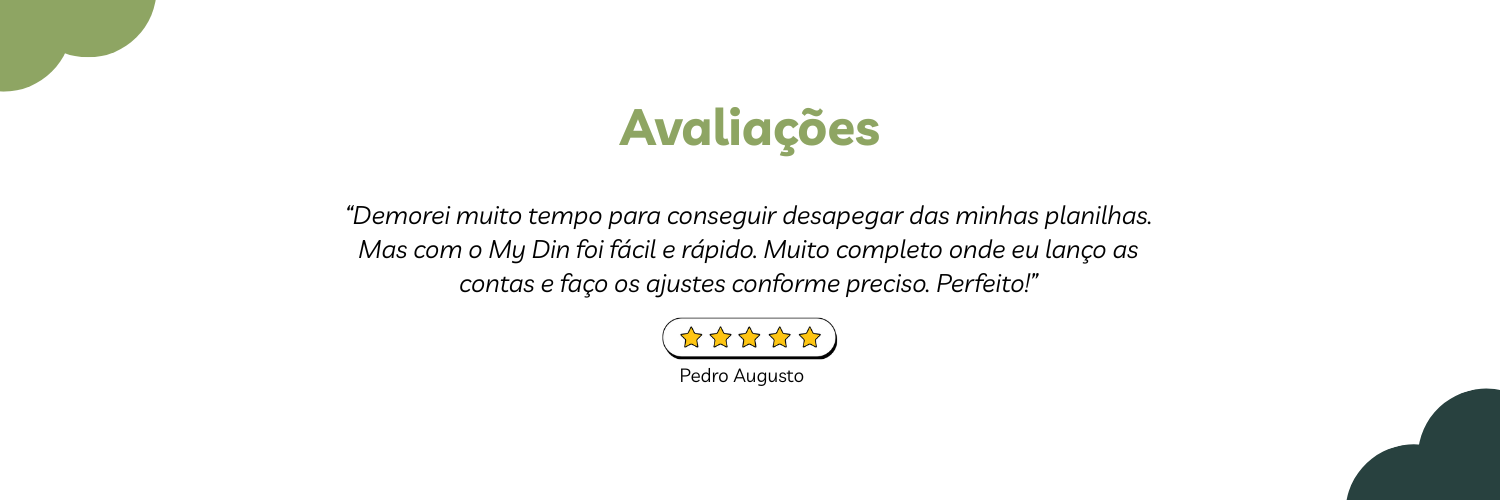 Avaliações
“Demorei muito tempo para conseguir desapegar das minhas planilhas.
Mas com o My Din foi fácil e rápido. Muito completo onde eu lanço as
contas e faço os ajustes conforme preciso. Perfeito!”
Pedro Augusto